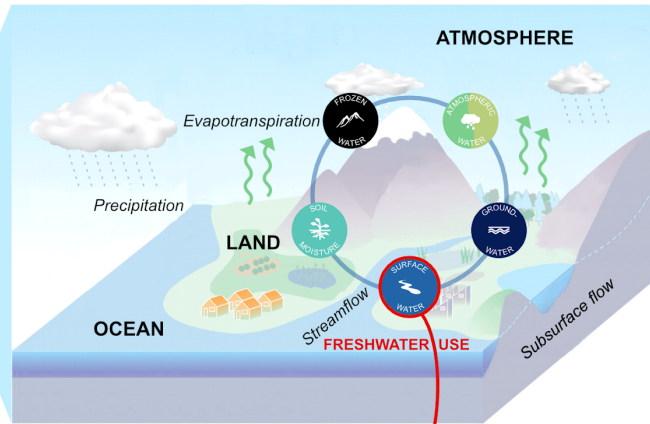 ATMOSPHERE
FROZEN
WATER
ATMOSPHERIC
WATER
Evapotranspiration
Precipitation
SOIL
MOISTURE
GROUND-
WATER
LAND
SURFACE
WATER
Streamflow
Subsurface flow
OCEAN
FRESHWATER USE